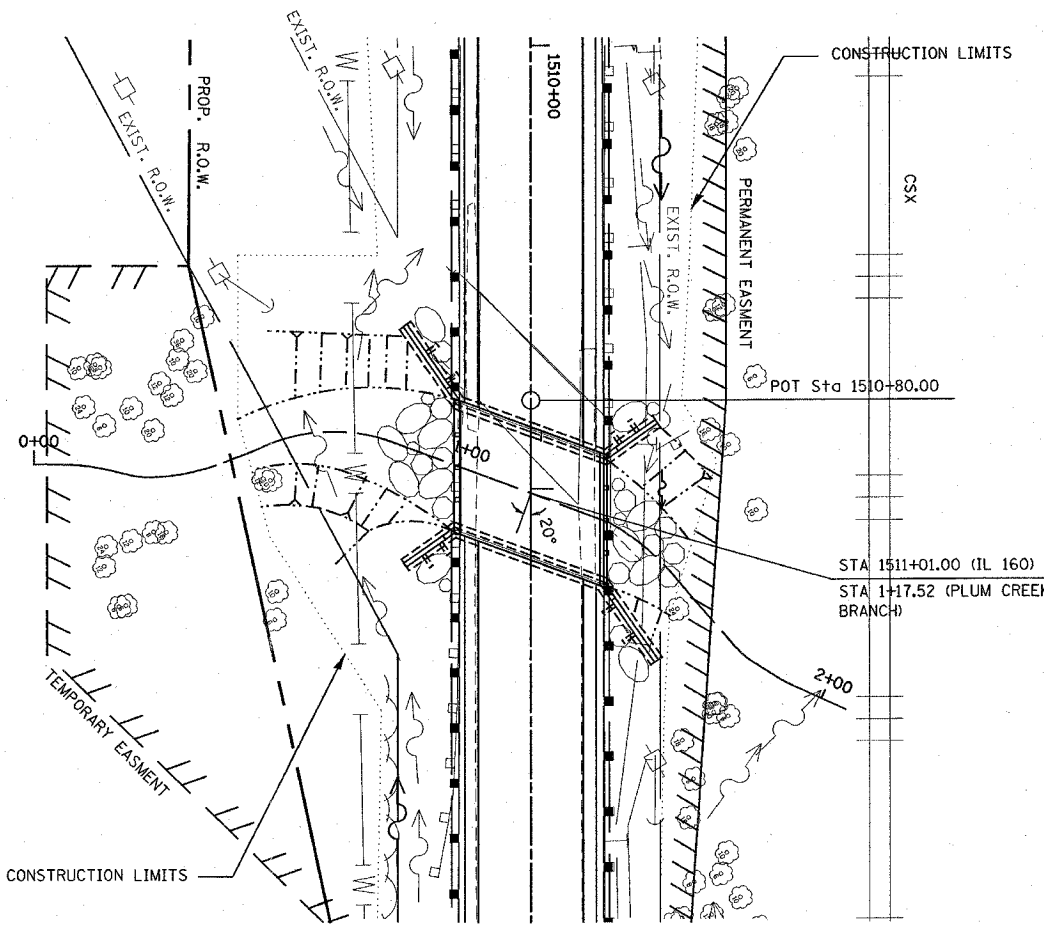 EXIST. R.O.W.
CONSTRUCTION LIMITS
W
1510+00
PROP. R.O.W.
EXIST. R.O.W.
PERMANENT EASMENT
CSX
EXIST. R.O.W.
POT Sta 1510+80.00
0+00
1+00
W
20°
STA 1511+01.00 (IL 160)
STA 1+17.52 (PLUM CREEK
BRANCH)
2+00
TEMPORARY EASMENT
CONSTRUCTION LIMITS
W